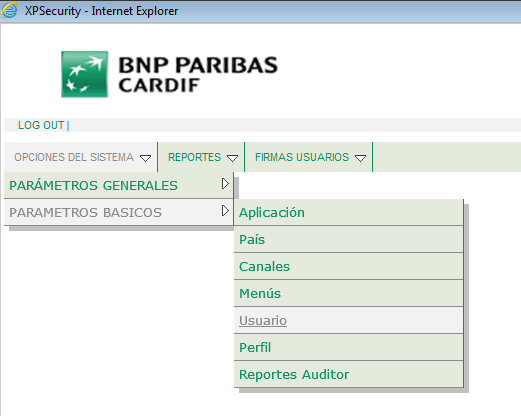 XPSecurity - Internet Explorer
BNP PARIBAS
CARDIF
LOG OUT |
OPCIONES DEL SISTEMA REPORTES FIRMAS USUARIOS
PARÁMETROS GENERALES
PARAMETROS BASICOS
Aplicación
País
Canales
Menús
Usuario
Perfil
Reportes Auditor